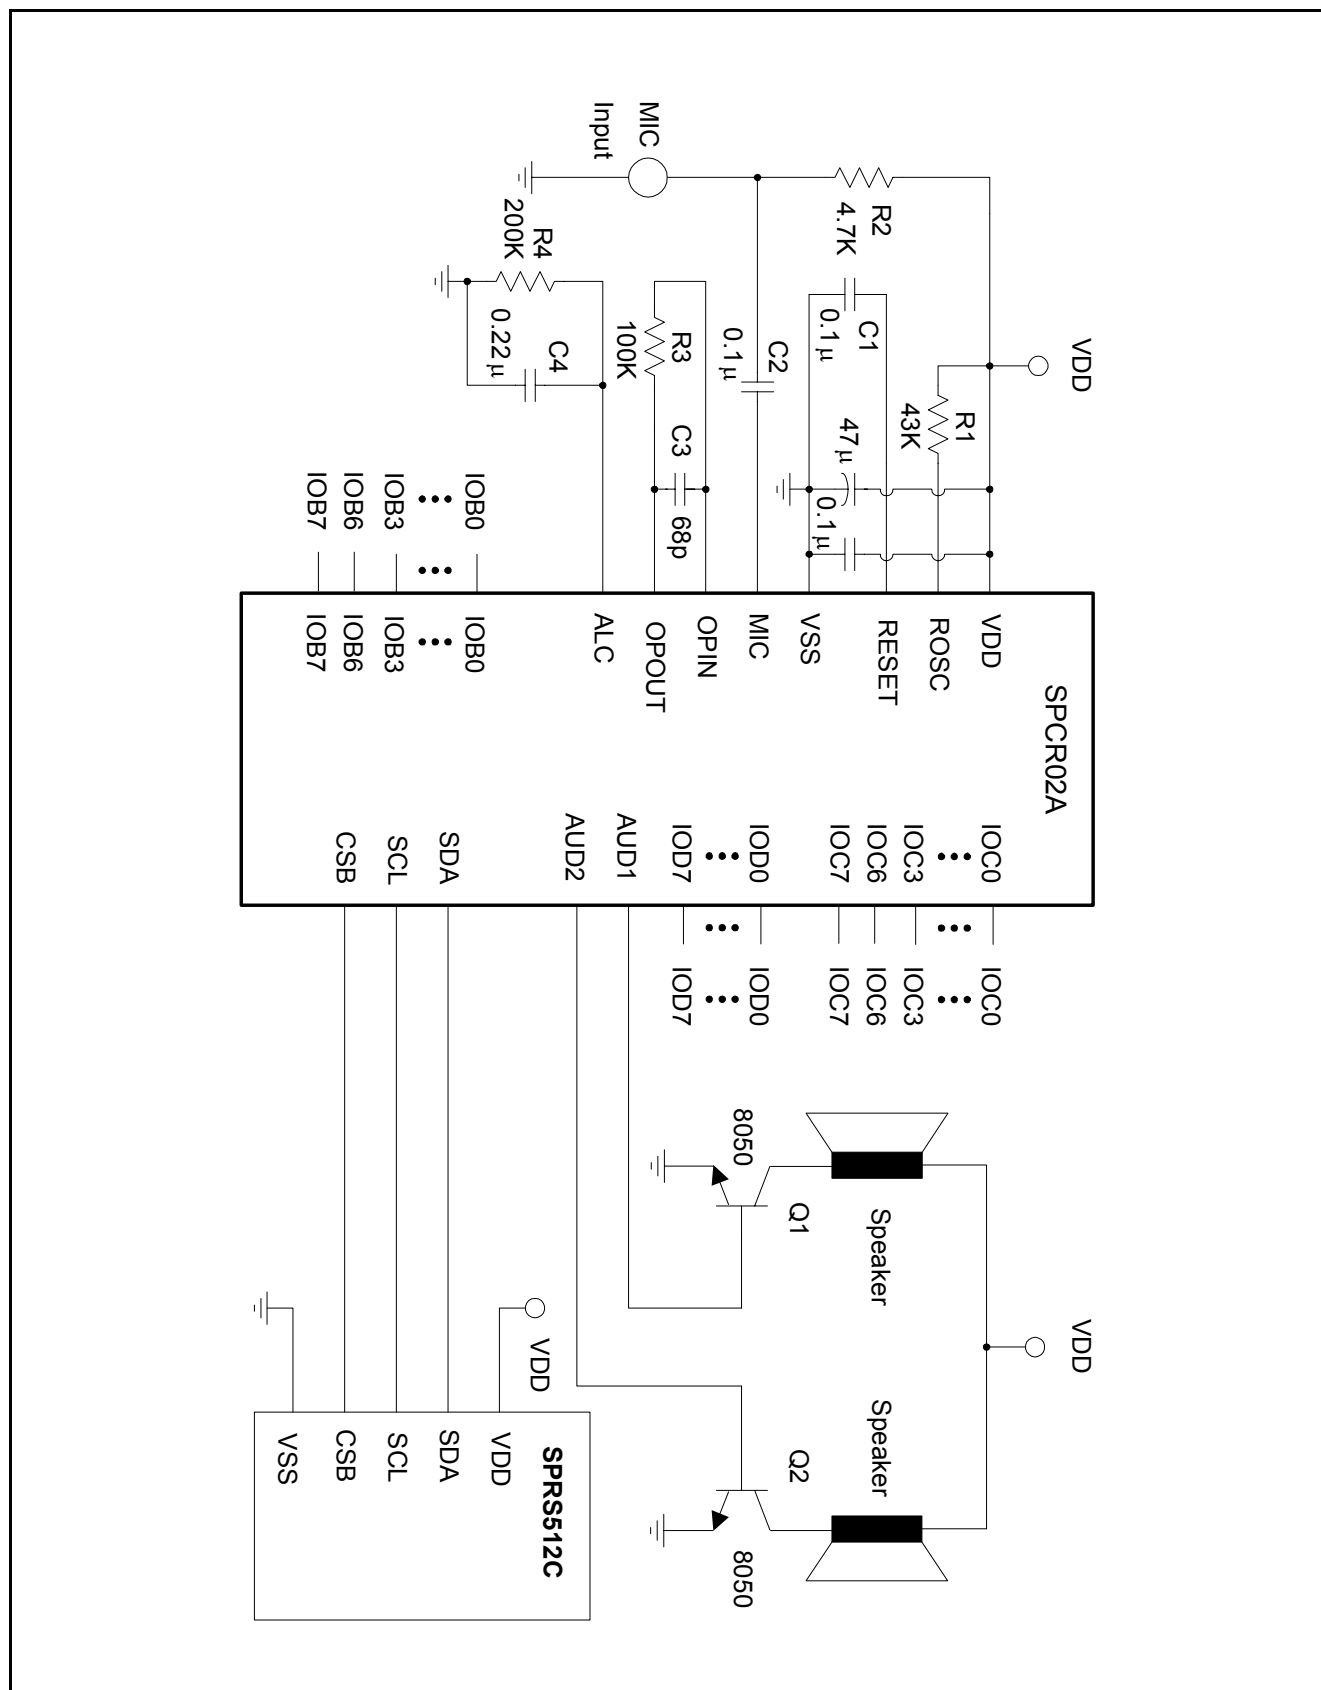 VDD
R1
43K
R2
4.7K
C1
0.1μ
47μ
0.1μ
MIC
Input
C2
0.1μ
R3
100K
C3
68p
R4
200K
C4
0.22μ
IOB0
•••
IOB3
IOB6
IOB7
SPCR02A
VDD
ROSC
RESET
VSS
MIC
OPIN
OPOUT
ALC
IOB0
•••
IOB3
IOB6
IOB7
IOC0
•••
IOC3
IOC6
IOC7
IOD0
•••
IOD7
AUD1
AUD2
SDA
SCL
CSB
IOC0
•••
IOC3
IOC6
IOC7
IOD0
•••
IOD7
VDD
Speaker
Q1
8050
Speaker
Q2
8050
VDD
SPRS512C
VDD
SDA
SCL
CSB
VSS